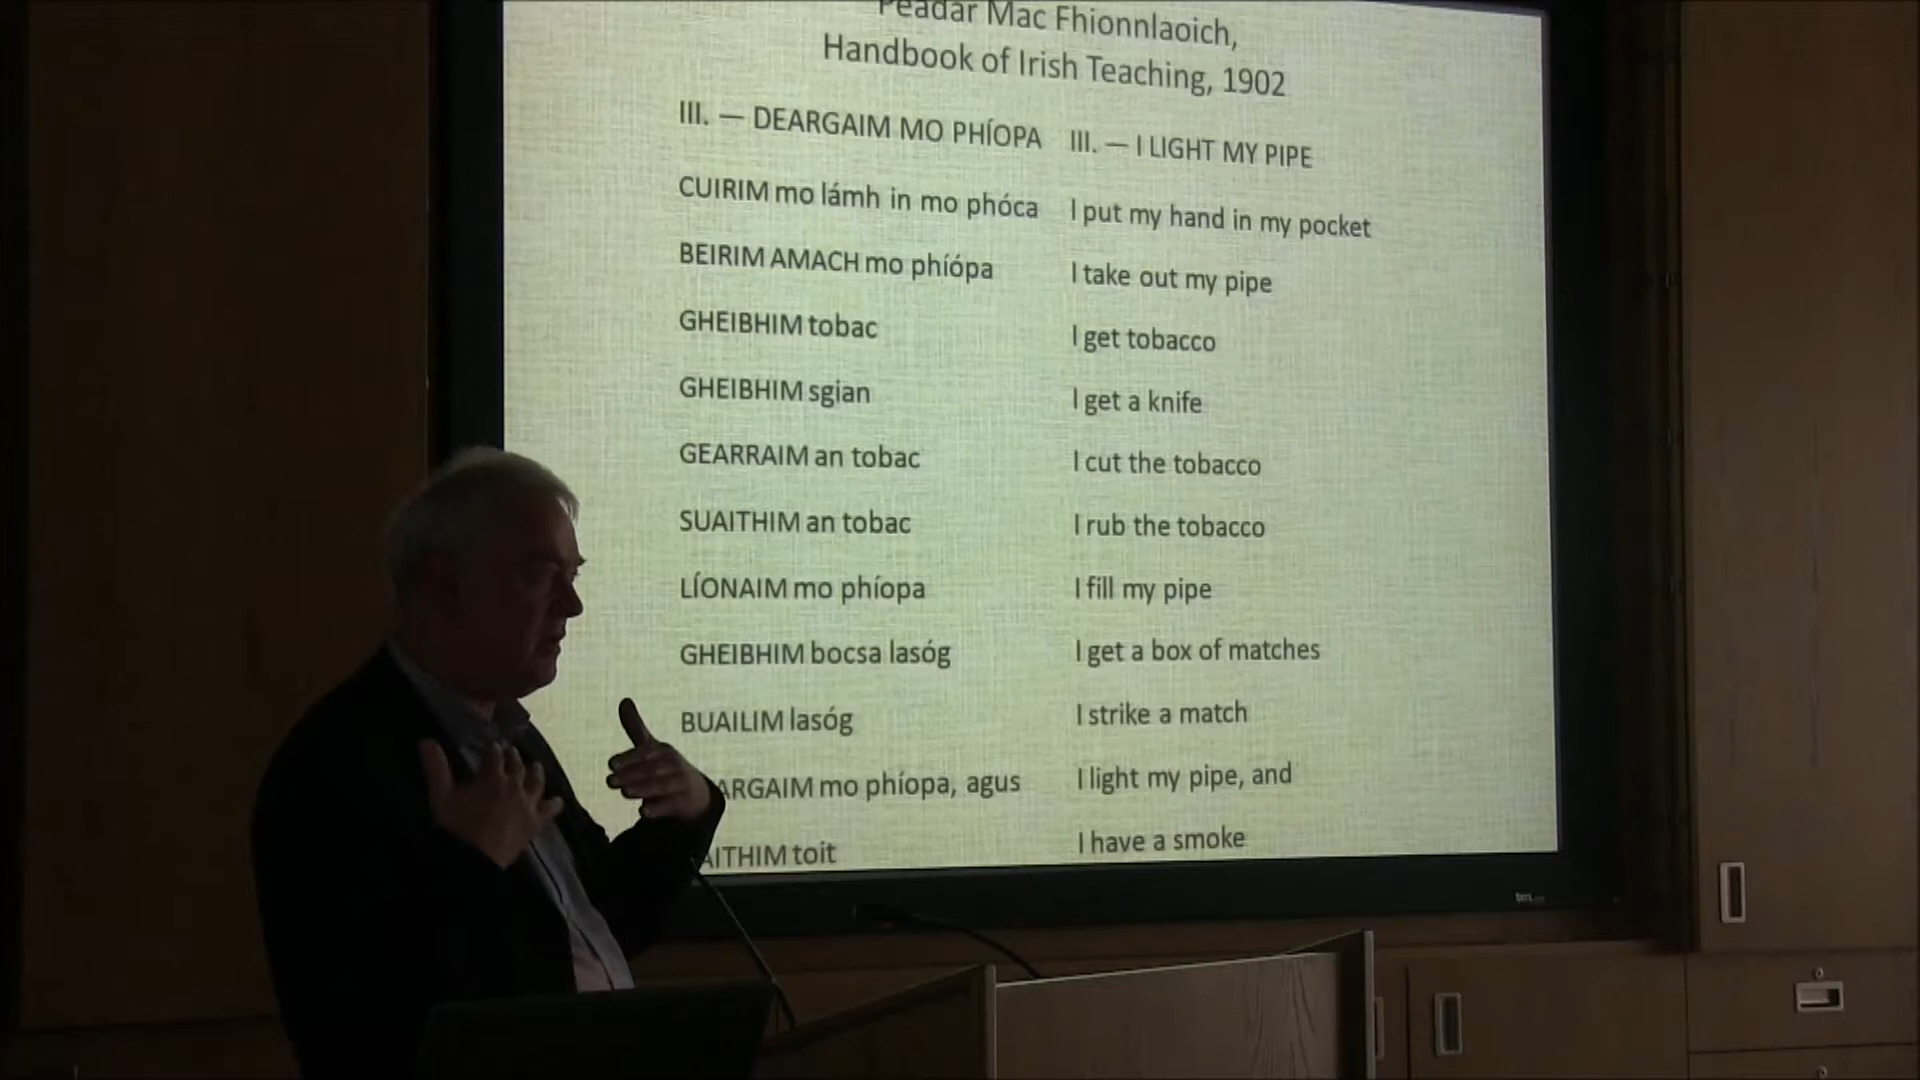 Peadar Mac Fhionnlaoich,
Handbook of Irish Teaching, 1902
III. — DEARGAIM MO PHÍOPA
III. — I LIGHT MY PIPE
CUIRIM mo lámh in mo phóca
I put my hand in my pocket
BEIRIM AMACH mo phíópa
I take out my pipe
GHEIBHIM tobac
I get tobacco
GHEIBHIM sgian
I get a knife
GEARRAIM an tobac
I cut the tobacco
SUAITHIM an tobac
I rub the tobacco
LÍONAIM mo phíopa
I fill my pipe
GHEIBHIM bocsa lasóg
I get a box of matches
BUAILIM lasóg
I strike a match
ARGAIM mo phíopa, agus
I light my pipe, and
AITHIM toit
I have a smoke